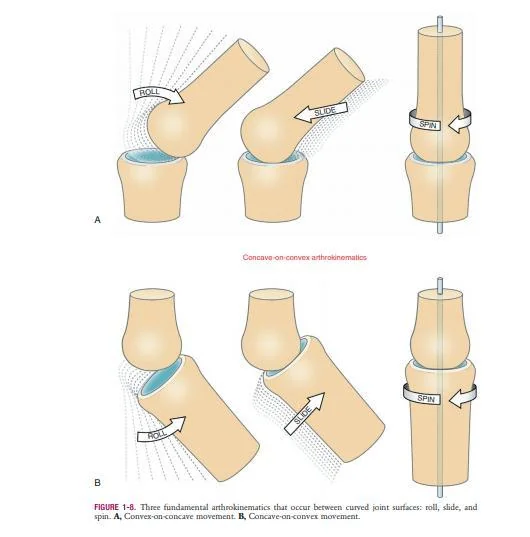 ROLL
SLIDE
SPIN
A
Concave-on-convex arthrokinematics
ROLL
SLIDE
SPIN
B
FIGURE 1-8. Three fundamental arthrokinematics that occur between curved joint surfaces: roll, slide, and
spin. A, Convex-on-concave movement. B, Concave-on-convex movement.